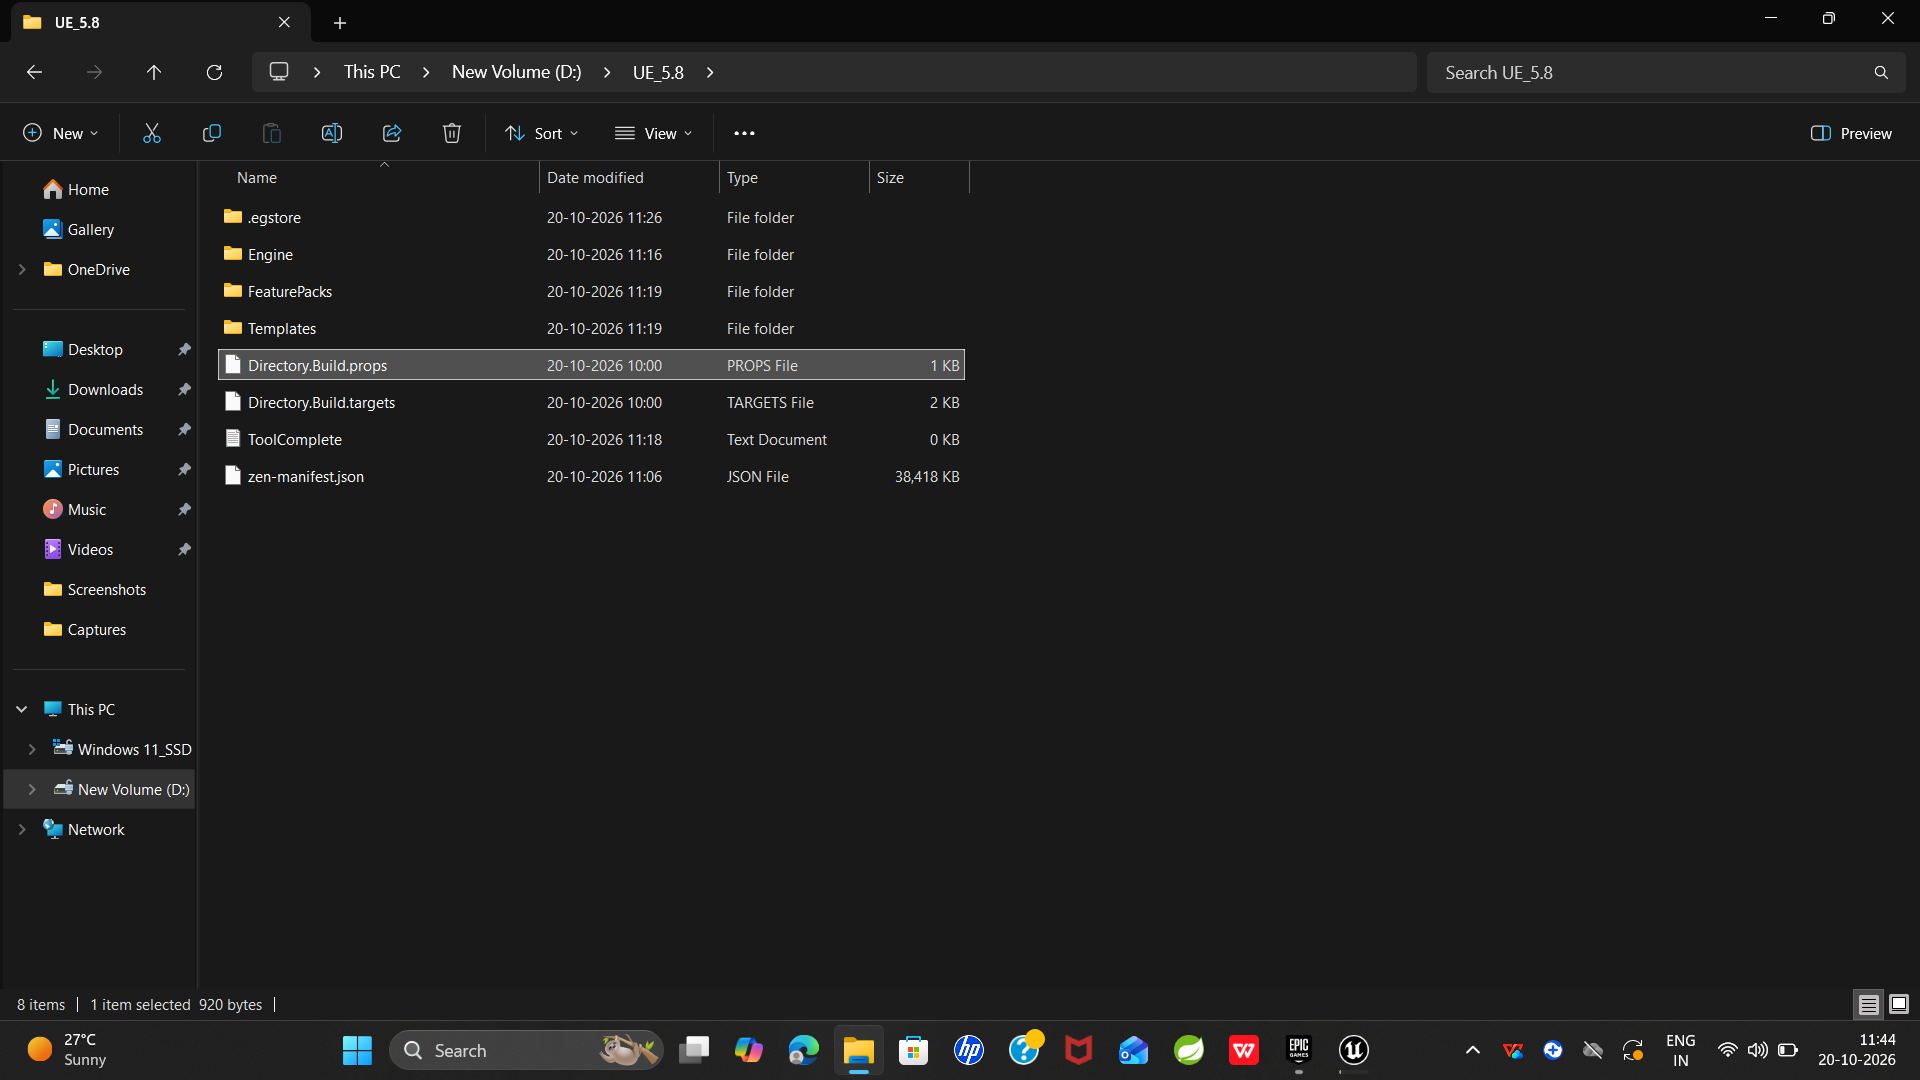 UE_5.8
This PC
New Volume (D:)
UE_5.8
Search UE_5.8
New
Sort
View
Preview
Name
Date modified
Type
Size
Home
Gallery
OneDrive
Desktop
Downloads
Documents
Pictures
Music
Videos
Screenshots
Captures
This PC
Windows 11_SSD
New Volume (D:)
Network
.egstore 20-10-2026 11:26 File folder
Engine 20-10-2026 11:16 File folder
FeaturePacks 20-10-2026 11:19 File folder
Templates 20-10-2026 11:19 File folder
Directory.Build.props 20-10-2026 10:00 PROPS File 1 KB
Directory.Build.targets 20-10-2026 10:00 TARGETS File 2 KB
ToolComplete 20-10-2026 11:18 Text Document 0 KB
zen-manifest.json 20-10-2026 11:06 JSON File 38,418 KB
8 items
1 item selected 920 bytes
27°C
Sunny
Search
hp
EPIC
GAMES
ENG
IN
11:44
20-10-2026